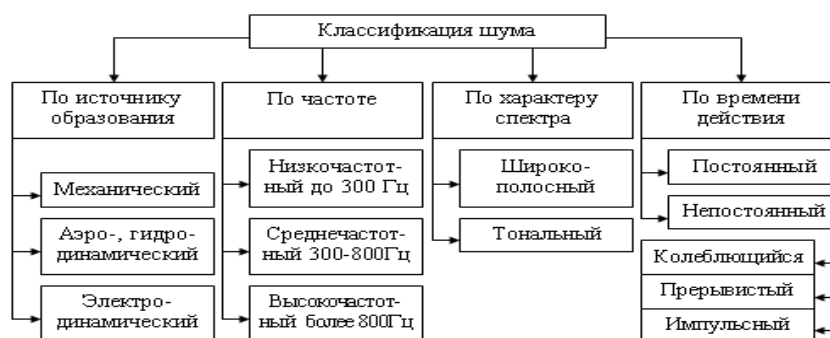 Классификация шума
По источнику
образования
Механический
Аэро-, гидро-
динамический
Электро-
динамический
По частоте
Низкочастот-
ный до 300 Гц
Среднечастот-
ный 300-800Гц
Высокочастот-
ный более 800Гц
По характеру
спектра
Широко-
полосный
Тональный
По времени
действия
Постоянный
Непостоянный
Колеблющийся
Прерывистый
Импульсный